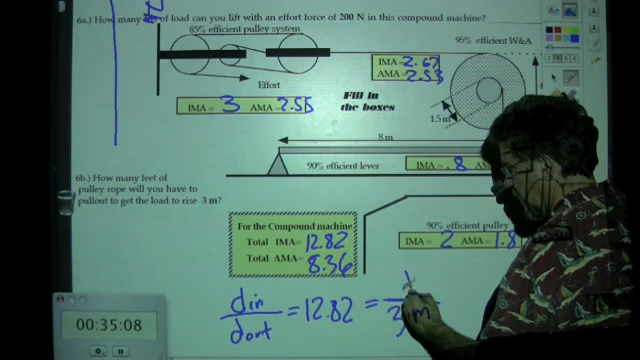 6a.) How many of load can you lift with an effort force of 200 N in this compound machine?
85% efficient pulley system
95% efficient W&A
IMA=2.67
AMA=2.53
Effort
Fill in
the boxes
IMA= 3 AMA=2.55
1.5 m
8 m
90% efficient lever
IMA= .8
6b.) How many feet of
pulley rope will you have to
pullout to get the load to rise 3 m?
For the Compound machine
Total IMA= 12.82
Total AMA= 8.36
90% efficient pulley
IMA= 2 AMA= 1.8
din/dout = 12.82 =
m
00:35:08